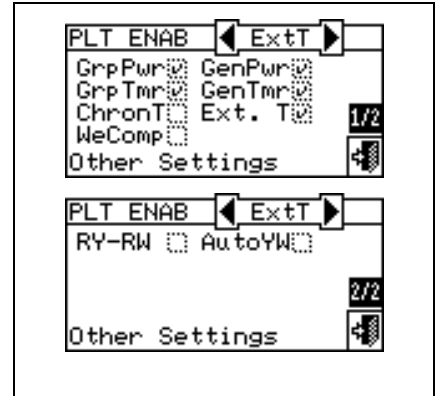 PLT ENAB ExtT
GrpPwr GenPwr
GrpTmr GenTmr
ChronT Ext. T
1/2
WeComp
Other Settings
PLT ENAB ExtT
RY-RW AutoYW
2/2
Other Settings